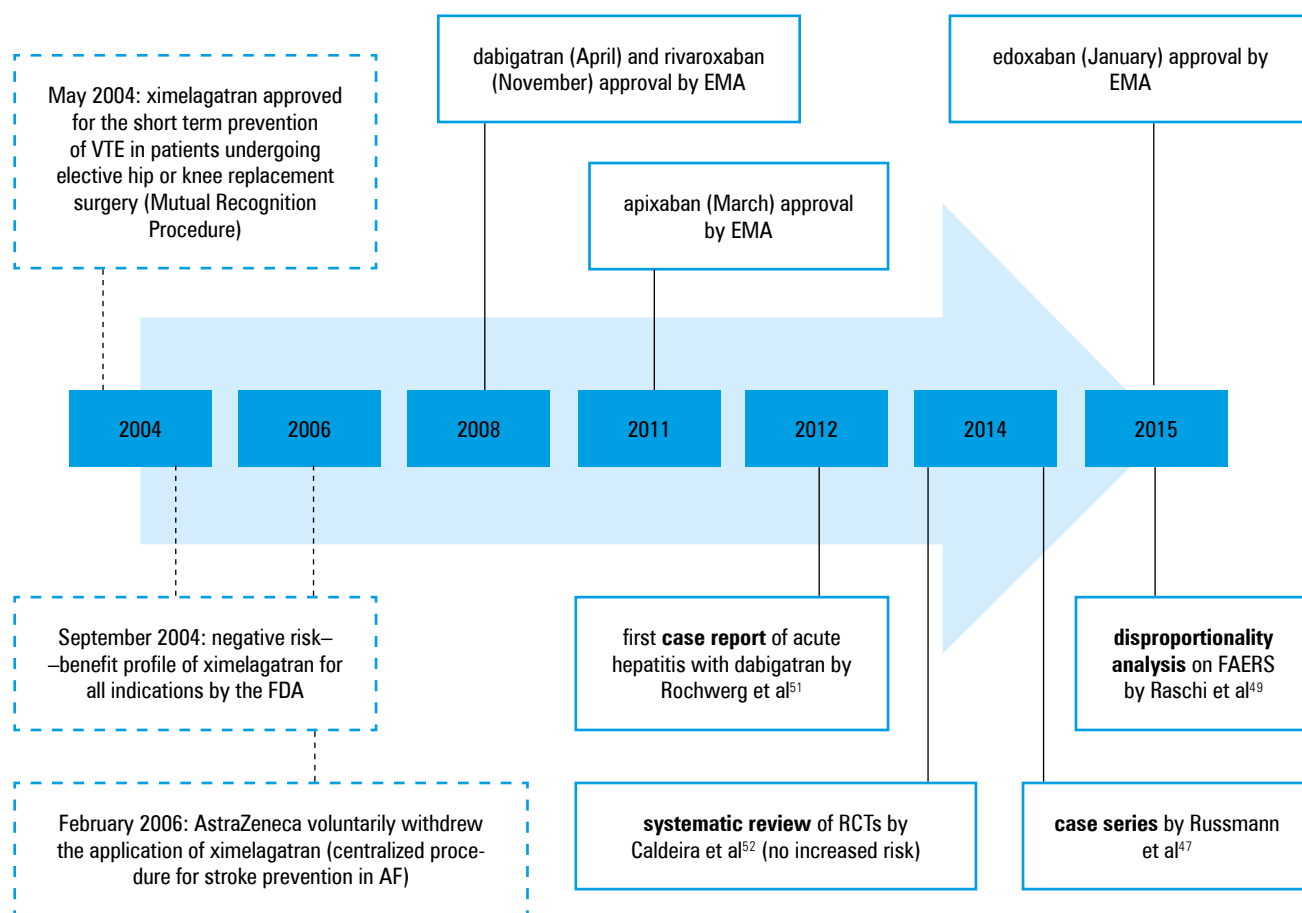 May 2004: ximelagatran approved
for the short term prevention
of VTE in patients undergoing
elective hip or knee replacement
surgery (Mutual Recognition
Procedure)
dabigatran (April) and rivaroxaban
(November) approval by EMA
apixaban (March) approval
by EMA
edoxaban (January) approval by
EMA
2004
2006
2008
2011
2012
2014
2015
September 2004: negative risk–
–benefit profile of ximelagatran for
all indications by the FDA
first case report of acute
hepatitis with dabigatran by
Rochwerg et al51
disproportionality
analysis on FAERS
by Raschi et al49
February 2006: AstraZeneca voluntarily withdrew
the application of ximelagatran (centralized proce-
dure for stroke prevention in AF)
systematic review of RCTs by
Caldeira et al52 (no increased risk)
case series by Russmann
et al47